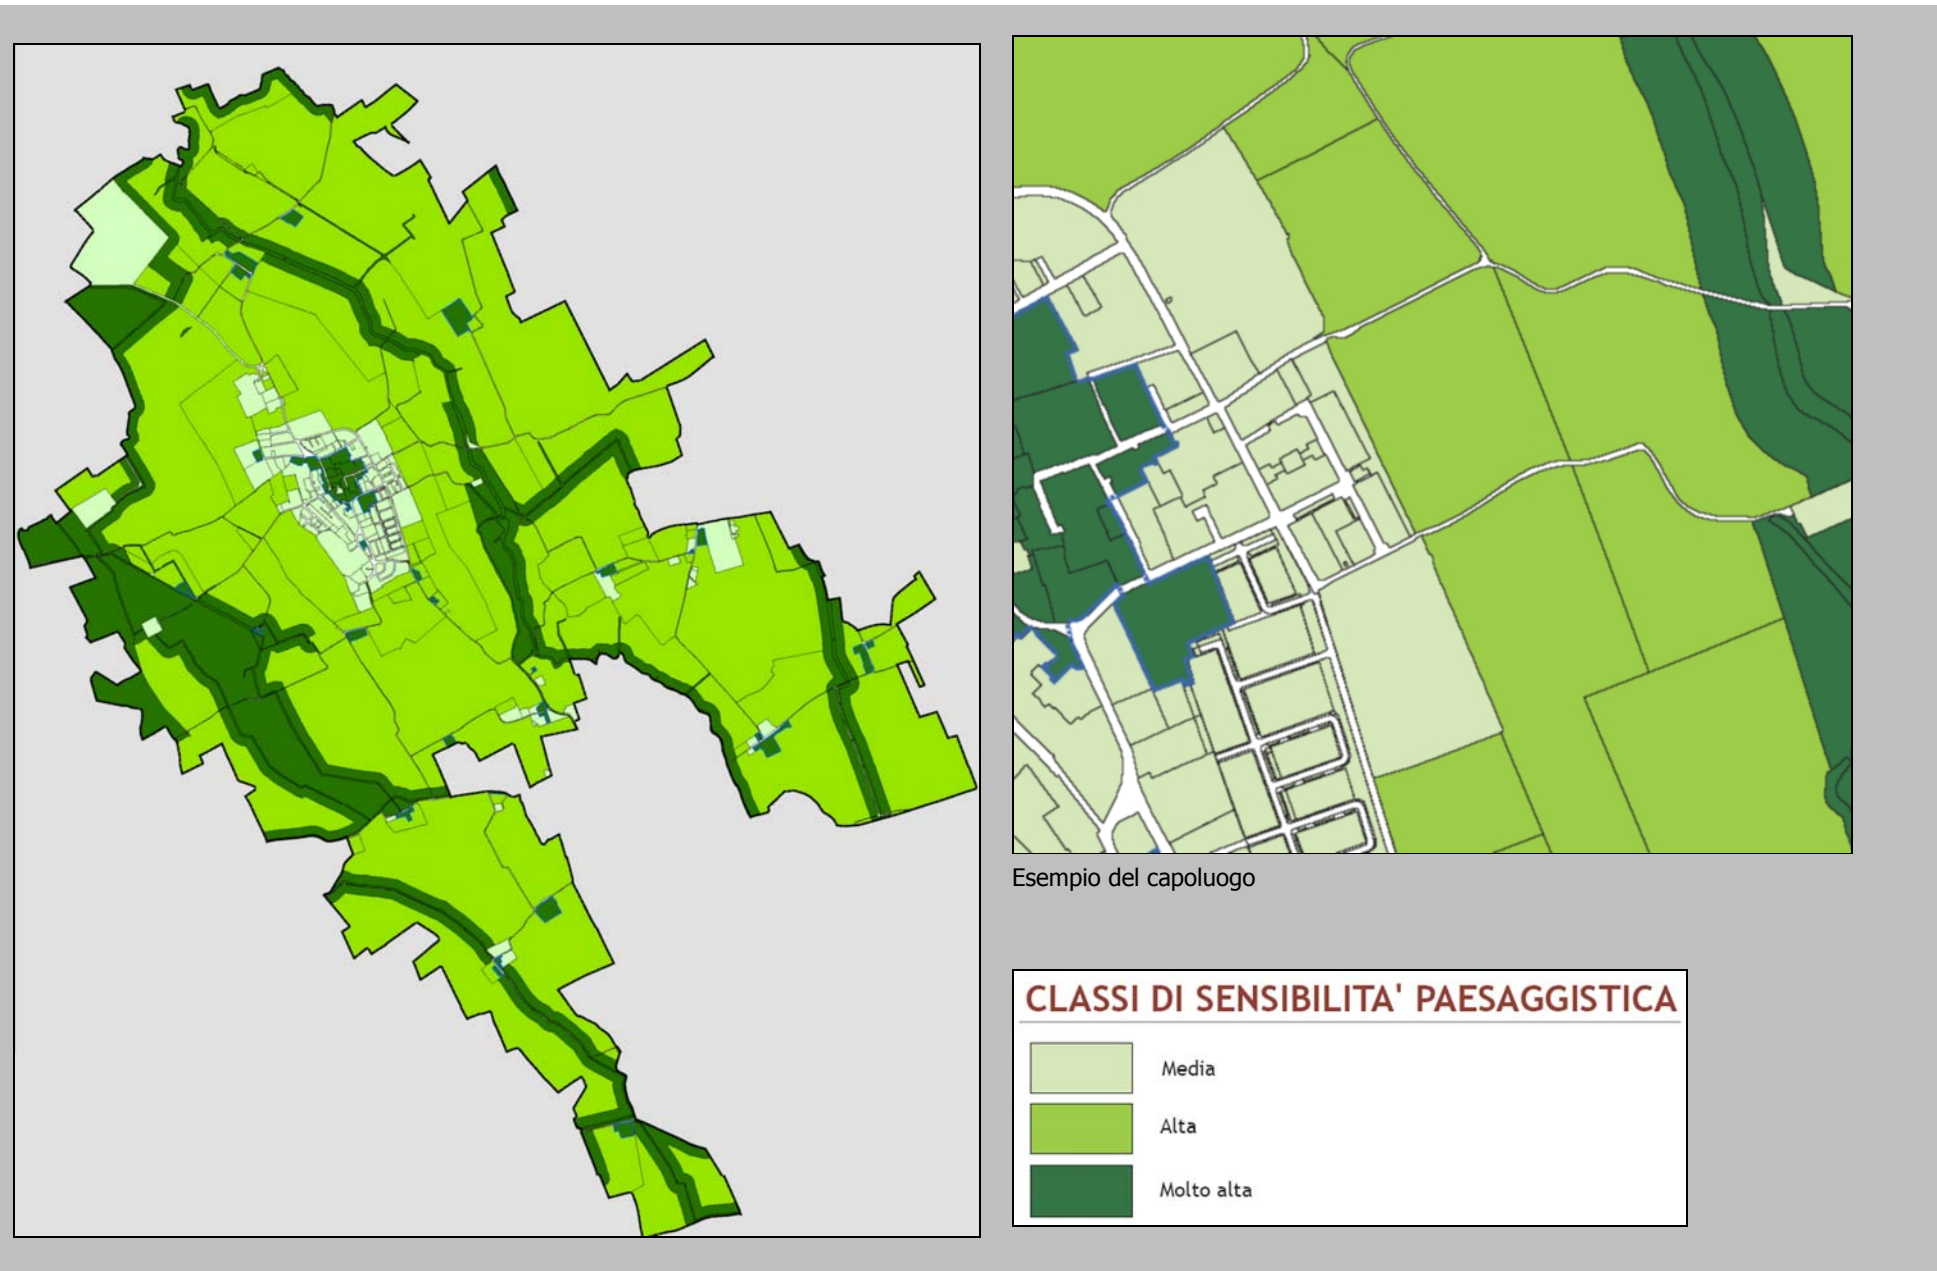 Esempio del capoluogo
CLASSI DI SENSIBILITA' PAESAGGISTICA
Media
Alta
Molto alta